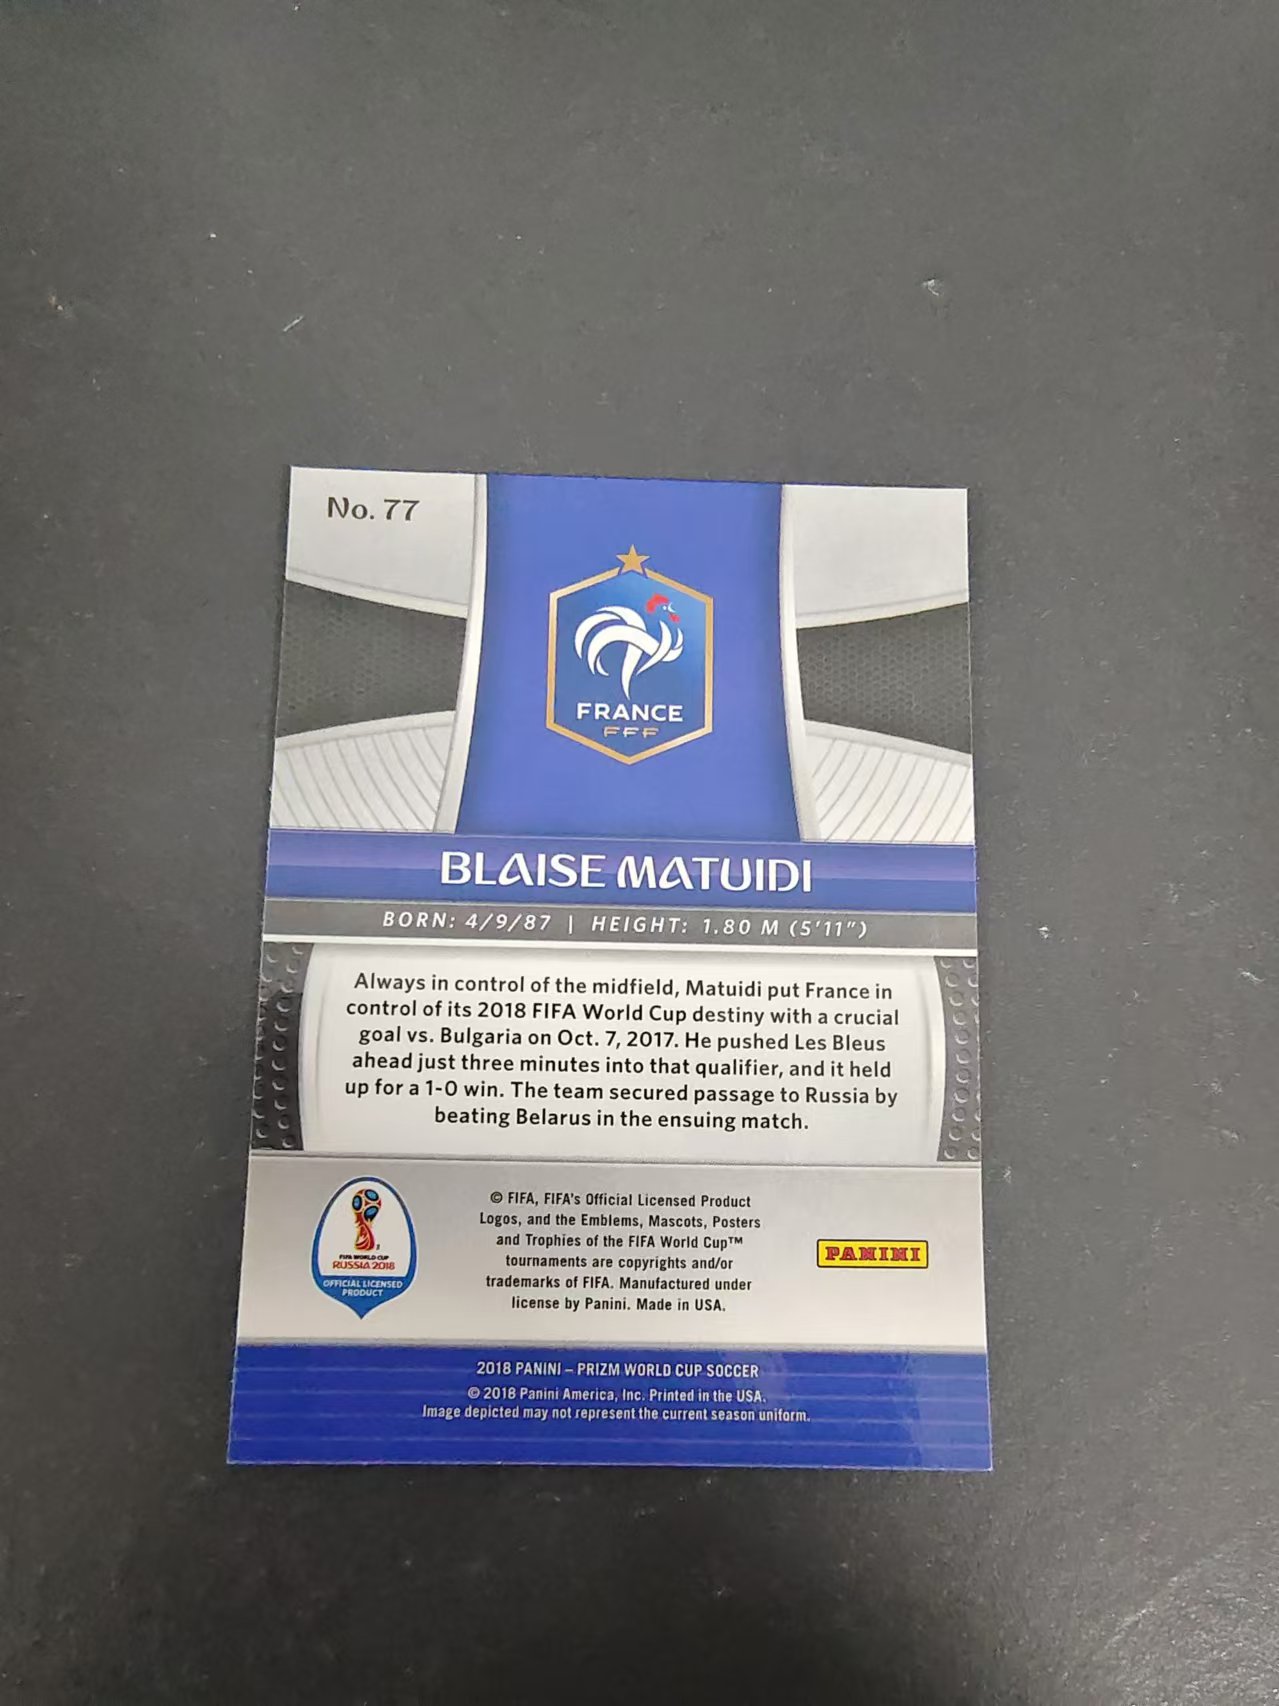 No. 77
FRANCE
FFF
BLAISE MATUIDI
BORN: 4/9/87 | HEIGHT: 1.80 M (5'11")
Always in control of the midfield, Matuidi put France in
control of its 2018 FIFA World Cup destiny with a crucial
goal vs. Bulgaria on Oct. 7, 2017. He pushed Les Bleus
ahead just three minutes into that qualifier, and it held
up for a 1-0 win. The team secured passage to Russia by
beating Belarus in the ensuing match.
FIFA WORLD CUP
RUSSIA 2018
OFFICIAL LICENSED
PRODUCT
© FIFA, FIFA's Official Licensed Product
Logos, and the Emblems, Mascots, Posters
and Trophies of the FIFA World Cup™
tournaments are copyrights and/or
trademarks of FIFA. Manufactured under
license by Panini. Made in USA.
PANINI
2018 PANINI – PRIZM WORLD CUP SOCCER
© 2018 Panini America, Inc. Printed in the USA.
Image depicted may not represent the current season uniform.